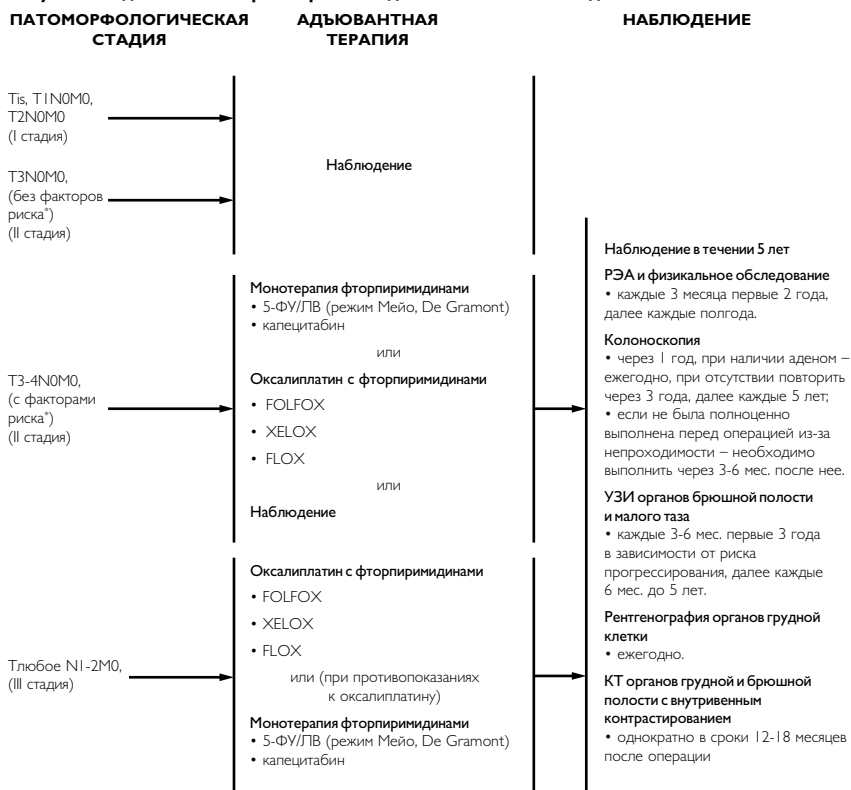 ПАТОМОРФОЛОГИЧЕСКАЯ
СТАДИЯ
АДЪЮВАНТНАЯ
ТЕРАПИЯ
НАБЛЮДЕНИЕ
Tis, T1N0M0,
T2N0M0
(I стадия)
T3N0M0,
(без факторов
риска*)
(II стадия)
Наблюдение
T3-4N0M0,
(с факторами
риска*)
(II стадия)
Монотерапия фторпиримидинами
• 5-ФУ/ЛВ (режим Мейо, De Gramont)
• капецитабин
или
Оксалиплатин с фторпиримидинами
• FOLFOX
• XELOX
• FLOX
или
Наблюдение
Tлюбое N1-2M0,
(III стадия)
Оксалиплатин с фторпиримидинами
• FOLFOX
• XELOX
• FLOX
или (при противопоказаниях
к оксалиплатину)
Монотерапия фторпиримидинами
• 5-ФУ/ЛВ (режим Мейо, De Gramont)
• капецитабин
Наблюдение в течении 5 лет
РЭА и физикальное обследование
• каждые 3 месяца первые 2 года,
далее каждые полгода.
Колоноскопия
• через 1 год, при наличии аденом –
ежегодно, при отсутствии повторить
через 3 года, далее каждые 5 лет;
• если не была полноценно
выполнена перед операцией из-за
непроходимости – необходимо
выполнить через 3-6 мес. после нее.
УЗИ органов брюшной полости
и малого таза
• каждые 3-6 мес. первые 3 года
в зависимости от риска
прогрессирования, далее каждые
6 мес. до 5 лет.
Рентгенография органов грудной
клетки
• ежегодно.
КТ органов грудной и брюшной
полости с внутривенным
контрастированием
• однократно в сроки 12-18 месяцев
после операции